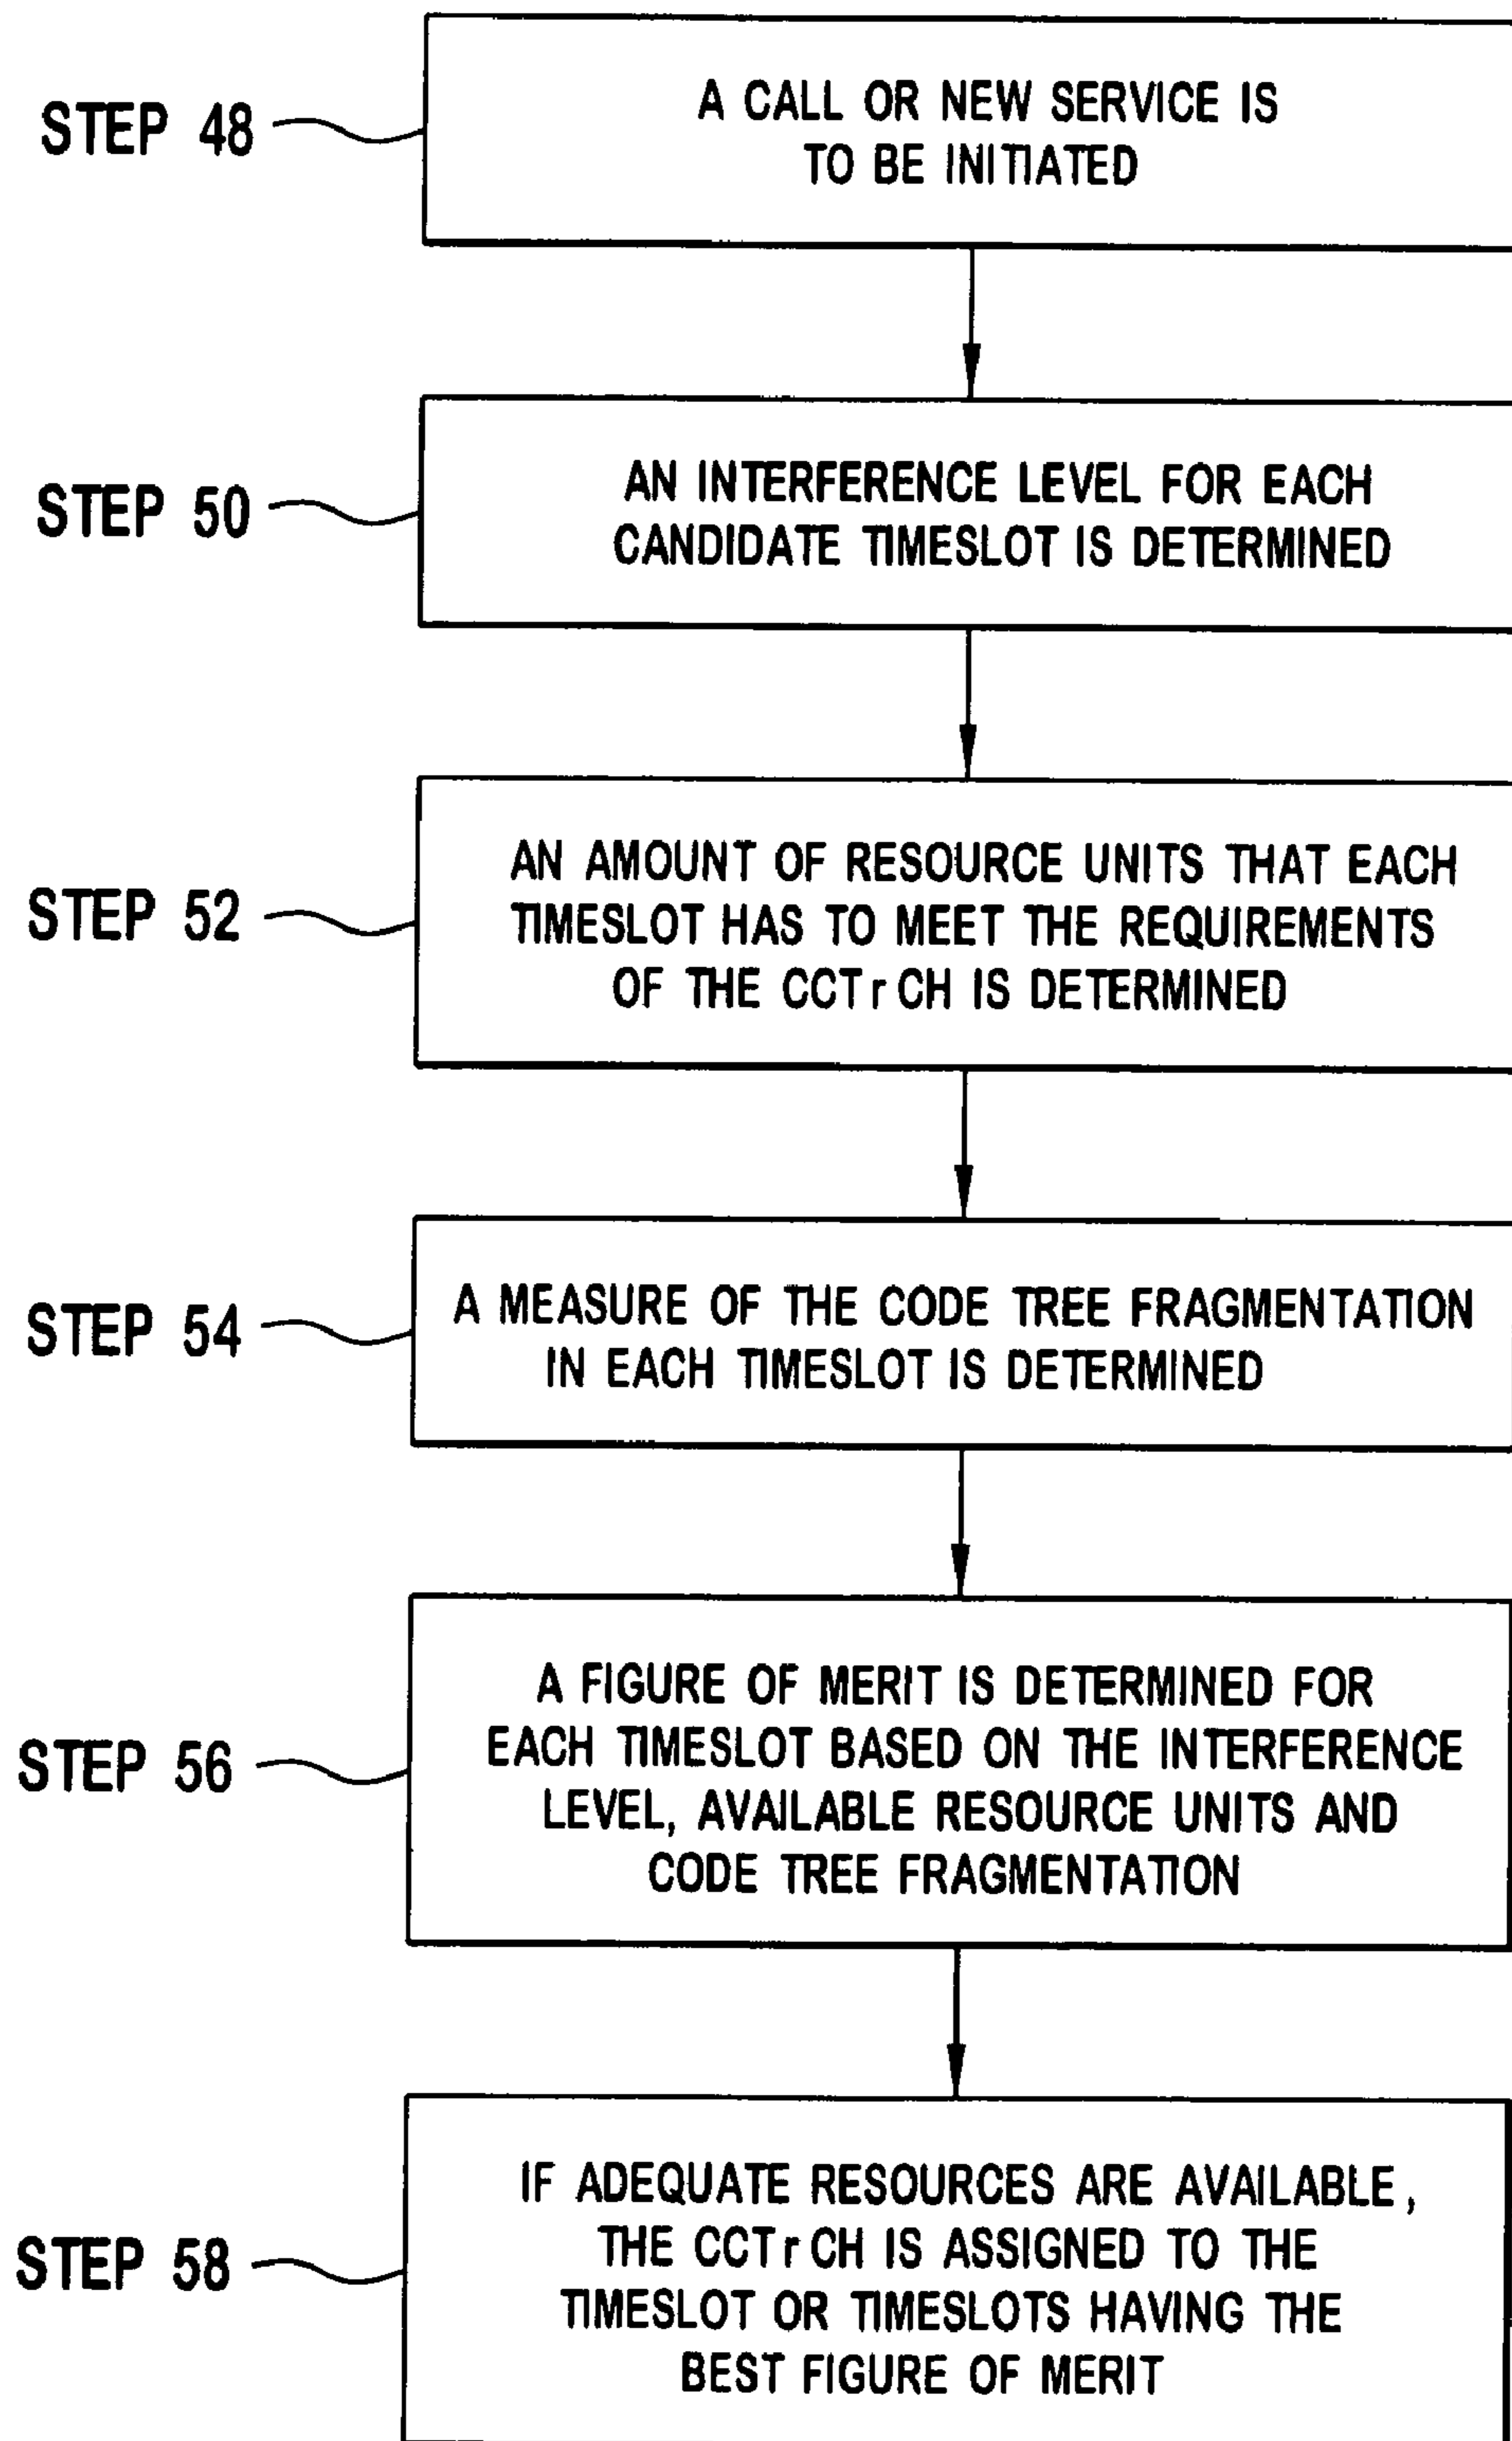 STEP 48
A CALL OR NEW SERVICE IS
TO BE INITIATED
STEP 50
AN INTERFERENCE LEVEL FOR EACH
CANDIDATE TIMESLOT IS DETERMINED
STEP 52
AN AMOUNT OF RESOURCE UNITS THAT EACH
TIMESLOT HAS TO MEET THE REQUIREMENTS
OF THE CCTrCH IS DETERMINED
STEP 54
A MEASURE OF THE CODE TREE FRAGMENTATION
IN EACH TIMESLOT IS DETERMINED
STEP 56
A FIGURE OF MERIT IS DETERMINED FOR
EACH TIMESLOT BASED ON THE INTERFERENCE
LEVEL, AVAILABLE RESOURCE UNITS AND
CODE TREE FRAGMENTATION
STEP 58
IF ADEQUATE RESOURCES ARE AVAILABLE,
THE CCTrCH IS ASSIGNED TO THE
TIMESLOT OR TIMESLOTS HAVING THE
BEST FIGURE OF MERIT